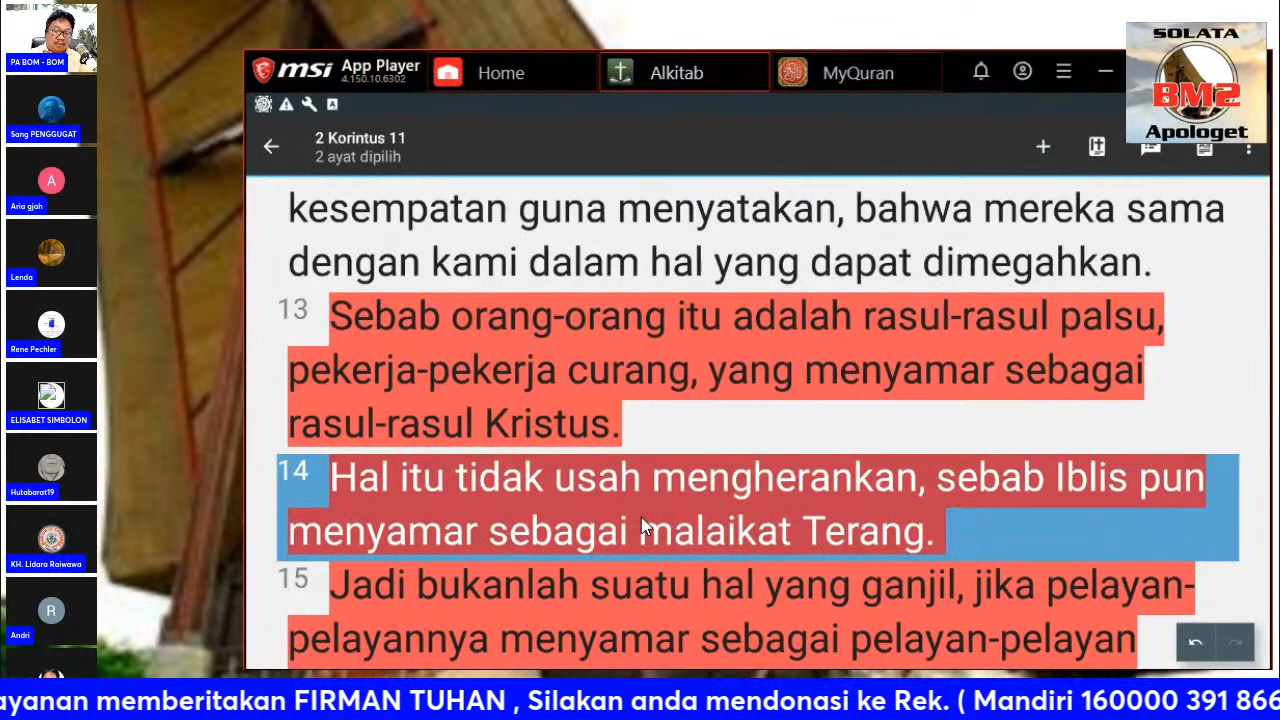 PA BOM - BOM
Sang PENGGUGAT
A
Aria gjah
Lenda
Rene Pechler
ELISABET SIMBOLON
Hutabarat19
KH. Lidara Raiwawa
R
Andri
msi App Player
4.150.10.6302
Home
Alkitab
MyQuran
SOLATA
BM2
Apologet
2 Korintus 11
2 ayat dipilih
kesempatan guna menyatakan, bahwa mereka sama
dengan kami dalam hal yang dapat dimegahkan.
13 Sebab orang-orang itu adalah rasul-rasul palsu,
pekerja-pekerja curang, yang menyamar sebagai
rasul-rasul Kristus.
14 Hal itu tidak usah mengherankan, sebab Iblis pun
menyamar sebagai malaikat Terang.
15 Jadi bukanlah suatu hal yang ganjil, jika pelayan-
pelayannya menyamar sebagai pelayan-pelayan
ayanan memberitakan FIRMAN TUHAN , Silakan anda mendonasi ke Rek. ( Mandiri 160000 391 866